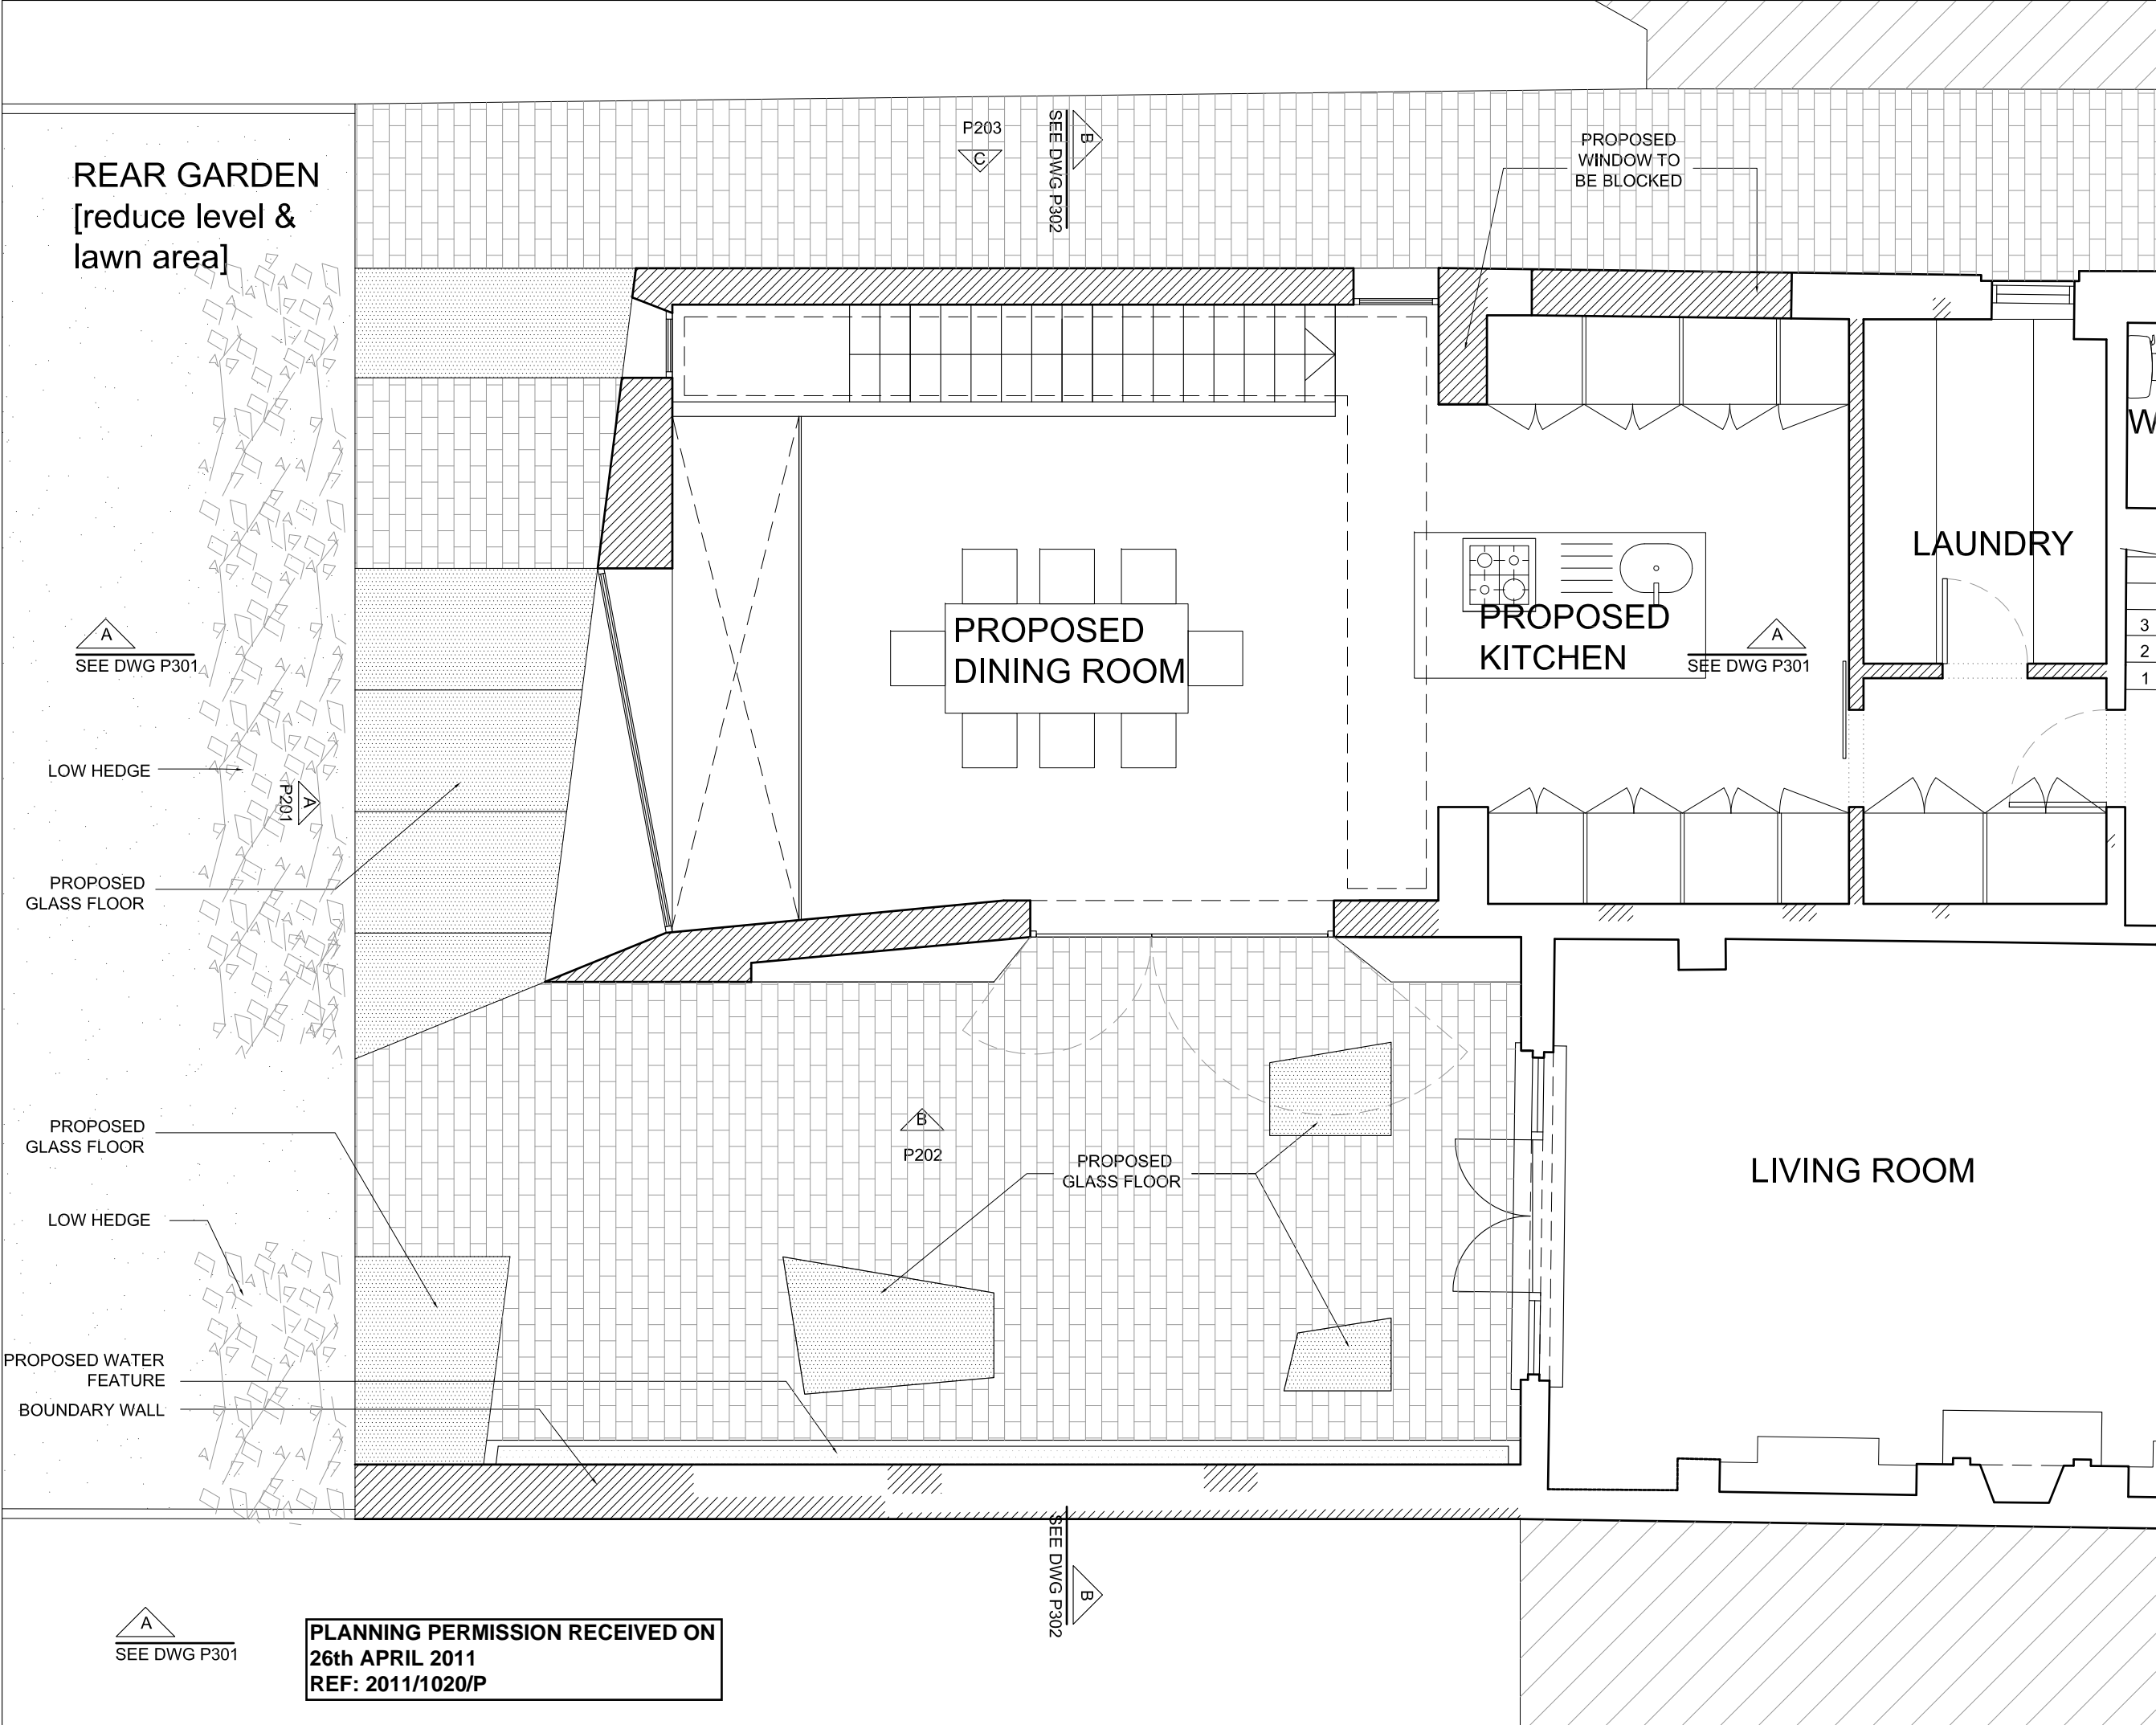 P203
C
SEE DWG P302
B
PROPOSED
WINDOW TO
BE BLOCKED
REAR GARDEN
[reduce level &
lawn area]
W
LAUNDRY
PROPOSED
DINING ROOM
PROPOSED
KITCHEN
A
SEE DWG P301
A
SEE DWG P301
3
2
1
LOW HEDGE
A
P201
PROPOSED
GLASS FLOOR
PROPOSED
GLASS FLOOR
B
P202
PROPOSED
GLASS FLOOR
LIVING ROOM
LOW HEDGE
PROPOSED WATER
FEATURE
BOUNDARY WALL
SEE DWG P302
B
A
SEE DWG P301
PLANNING PERMISSION RECEIVED ON
26th APRIL 2011
REF: 2011/1020/P